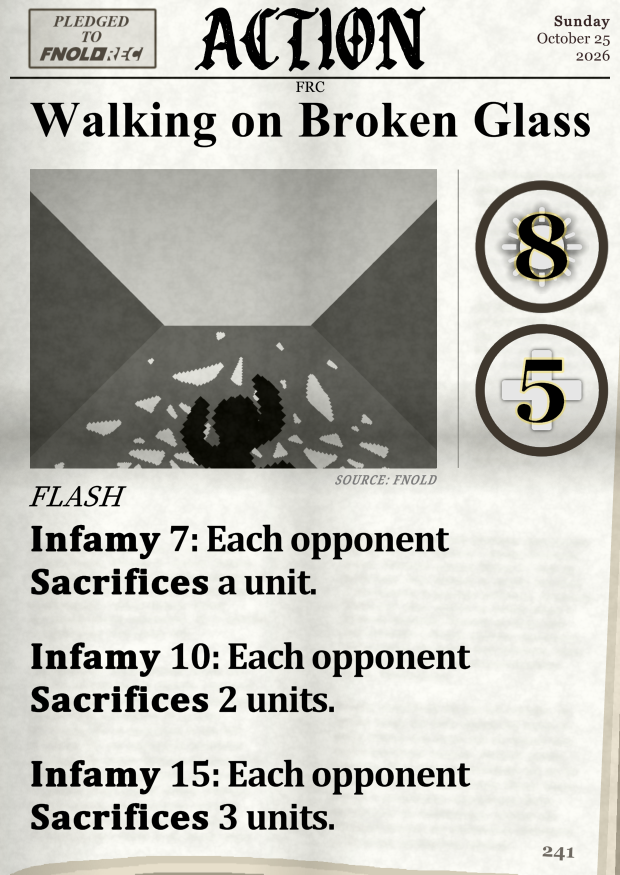 PLEDGED
TO
FNOLD REC
ACTION
Sunday
October 25
2026
FRC
Walking on Broken Glass
8
5
SOURCE: FNOLD
FLASH
Infamy 7: Each opponent
Sacrifices a unit.
Infamy 10: Each opponent
Sacrifices 2 units.
Infamy 15: Each opponent
Sacrifices 3 units.
241